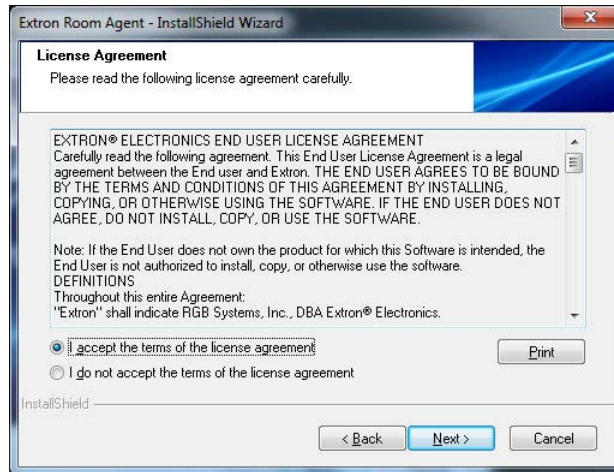 Extron Room Agent - InstallShield Wizard
License Agreement
Please read the following license agreement carefully.
EXTRON® ELECTRONICS END USER LICENSE AGREEMENT
Carefully read the following agreement. This End User License Agreement is a legal
agreement between the End user and Extron. THE END USER AGREES TO BE BOUND
BY THE TERMS AND CONDITIONS OF THIS AGREEMENT BY INSTALLING,
COPYING, OR OTHERWISE USING THE SOFTWARE. IF THE END USER DOES NOT
AGREE, DO NOT INSTALL, COPY, OR USE THE SOFTWARE.
Note: If the End User does not own the product for which this Software is intended, the
End User is not authorized to install, copy, or otherwise use the software.
DEFINITIONS
Throughout this entire Agreement:
"Extron" shall indicate RGB Systems, Inc., DBA Extron® Electronics.
I accept the terms of the license agreement
Print
I do not accept the terms of the license agreement
InstallShield
< Back
Next >
Cancel